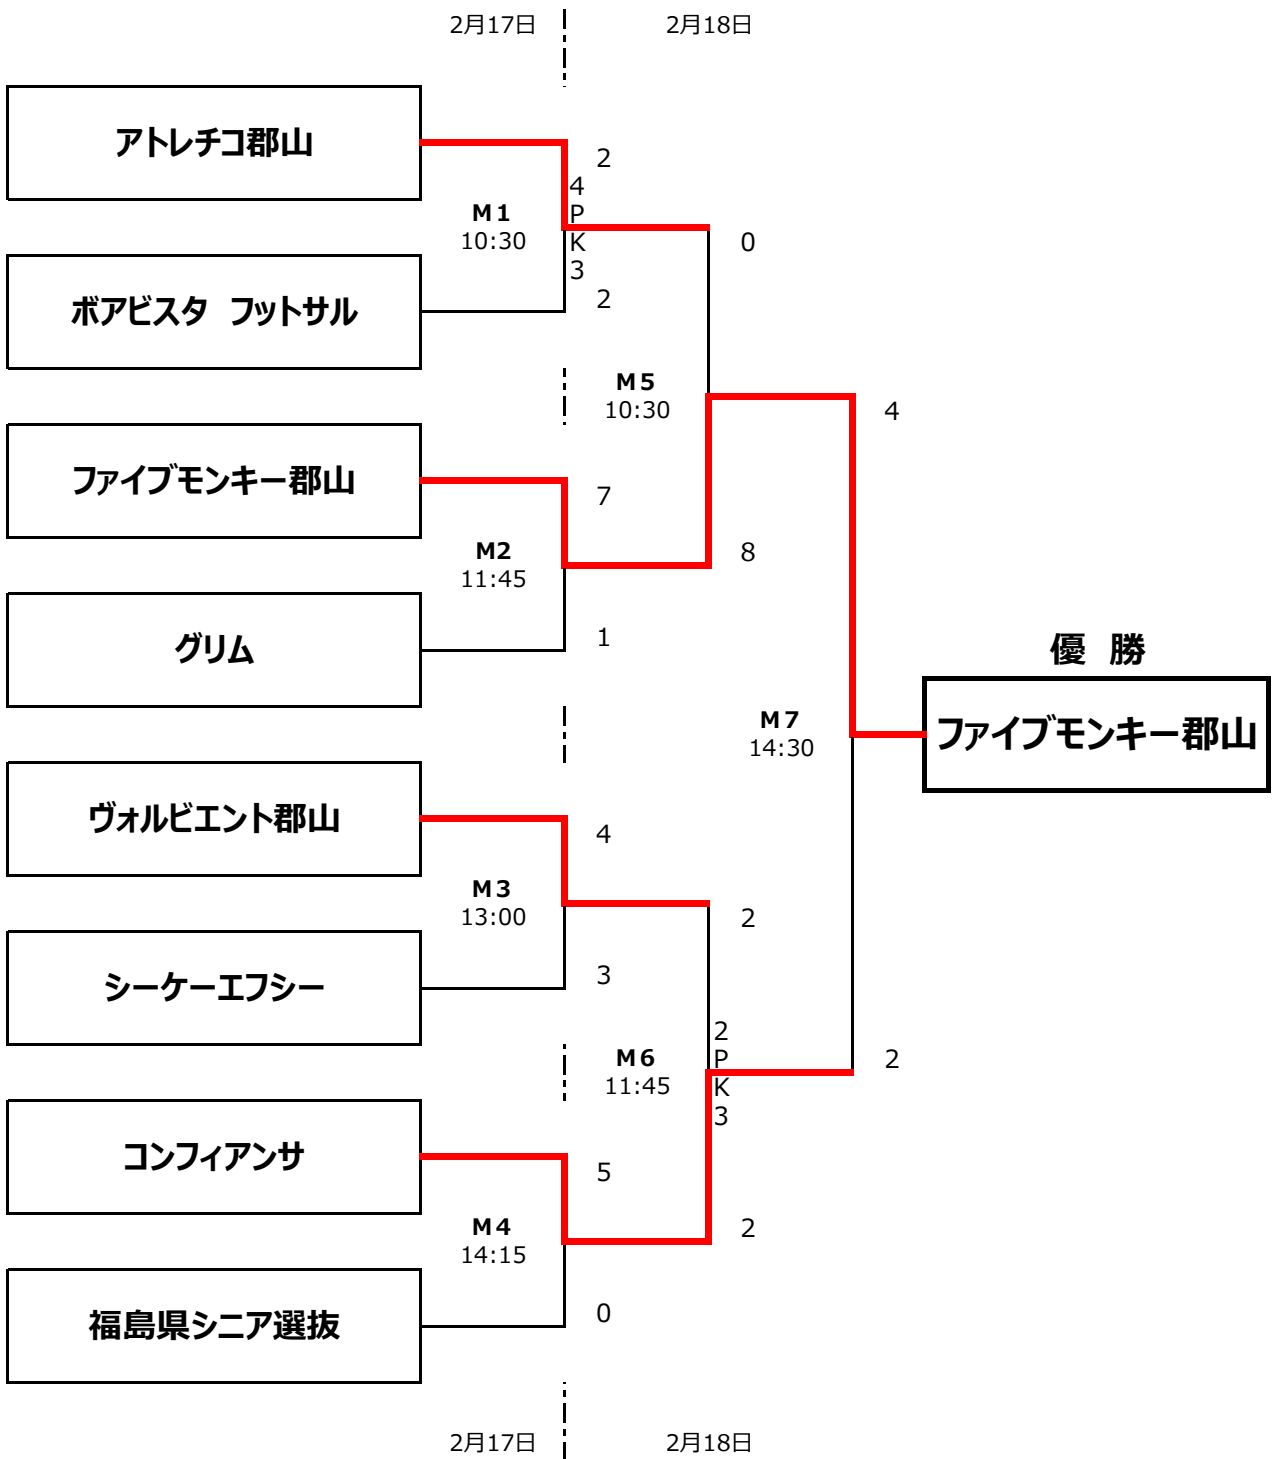 2月17日
2月18日
アトレチコ郡山
2
4
P
K
3
M1
10:30
0
2
ボアビスタ フットサル
M5
10:30
4
ファイブモンキー郡山
7
M2
11:45
8
1
グリム
優 勝
ファイブモンキー郡山
M7
14:30
ヴォルビエント郡山
4
M3
13:00
2
3
シーケーエフシー
2
P
K
3
M6
11:45
2
コンフィアンサ
5
M4
14:15
2
0
福島県シニア選抜
2月17日
2月18日